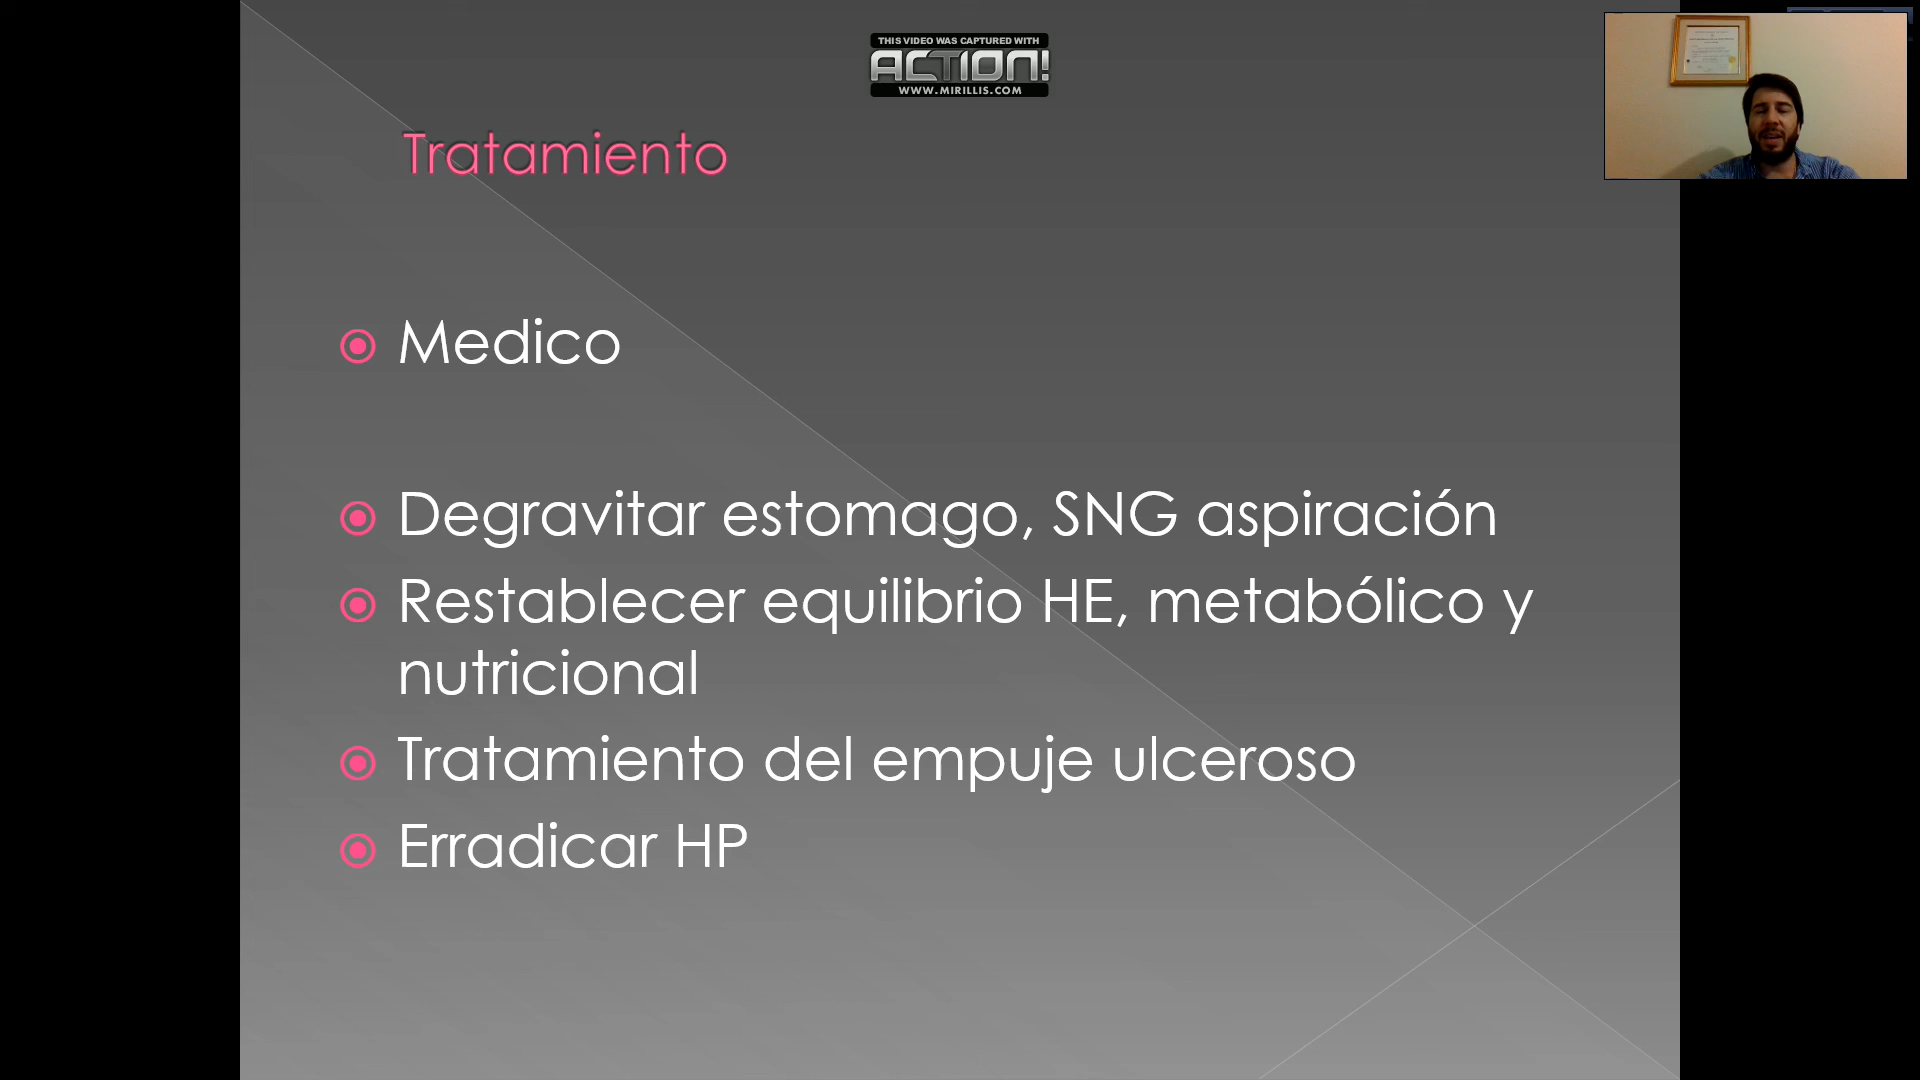 THIS VIDEO WAS CAPTURED WITH
ACTION!
WWW.MIRILLIS.COM
Tratamiento
Medico
Degravitar estomago, SNG aspiración
Restablecer equilibrio HE, metabólico y
nutricional
Tratamiento del empuje ulceroso
Erradicar HP